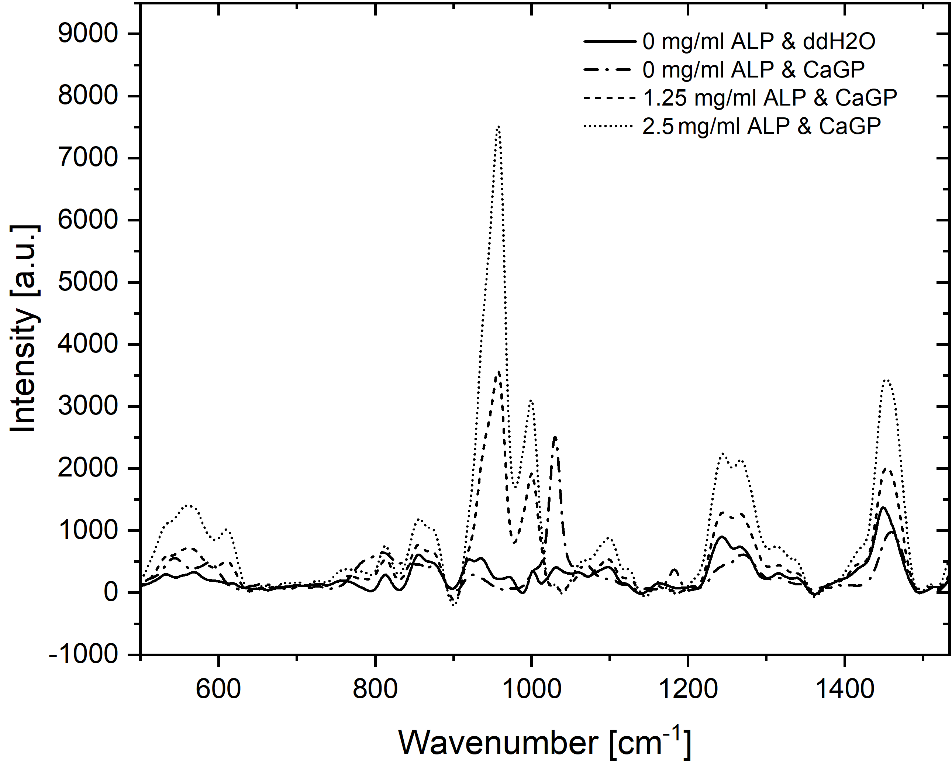 9000
8000
7000
6000
5000
4000
3000
2000
1000
0
-1000
Intensity [a.u.]
0 mg/ml ALP & ddH2O
0 mg/ml ALP & CaGP
1.25 mg/ml ALP & CaGP
2.5 mg/ml ALP & CaGP
600 800 1000 1200 1400
Wavenumber [cm⁻¹]